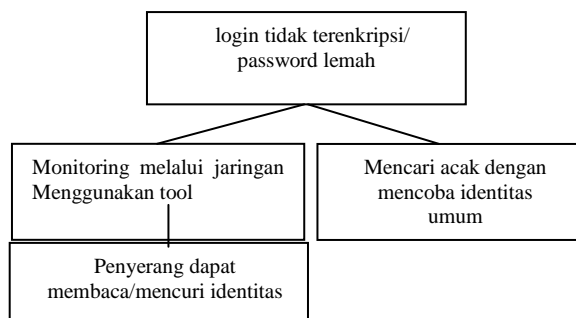 login tidak terenkripsi/
password lemah
Monitoring melalui jaringan
Menggunakan tool
Mencari acak dengan
mencoba identitas
umum
Penyerang dapat
membaca/mencuri identitas